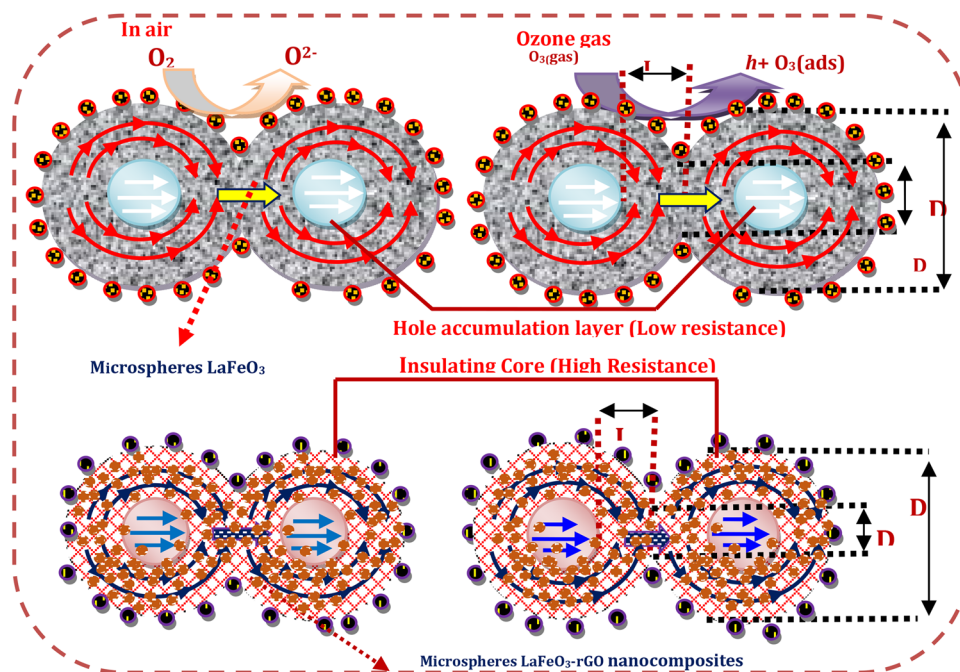 In air
O₂
O²⁻
Ozone gas
O₃(gas)
h+ O₃(ads)
D
D
Hole accumulation layer (Low resistance)
Microspheres LaFeO₃
Insulating Core (High Resistance)
D
D
Microspheres LaFeO₃-rGO nanocomposites